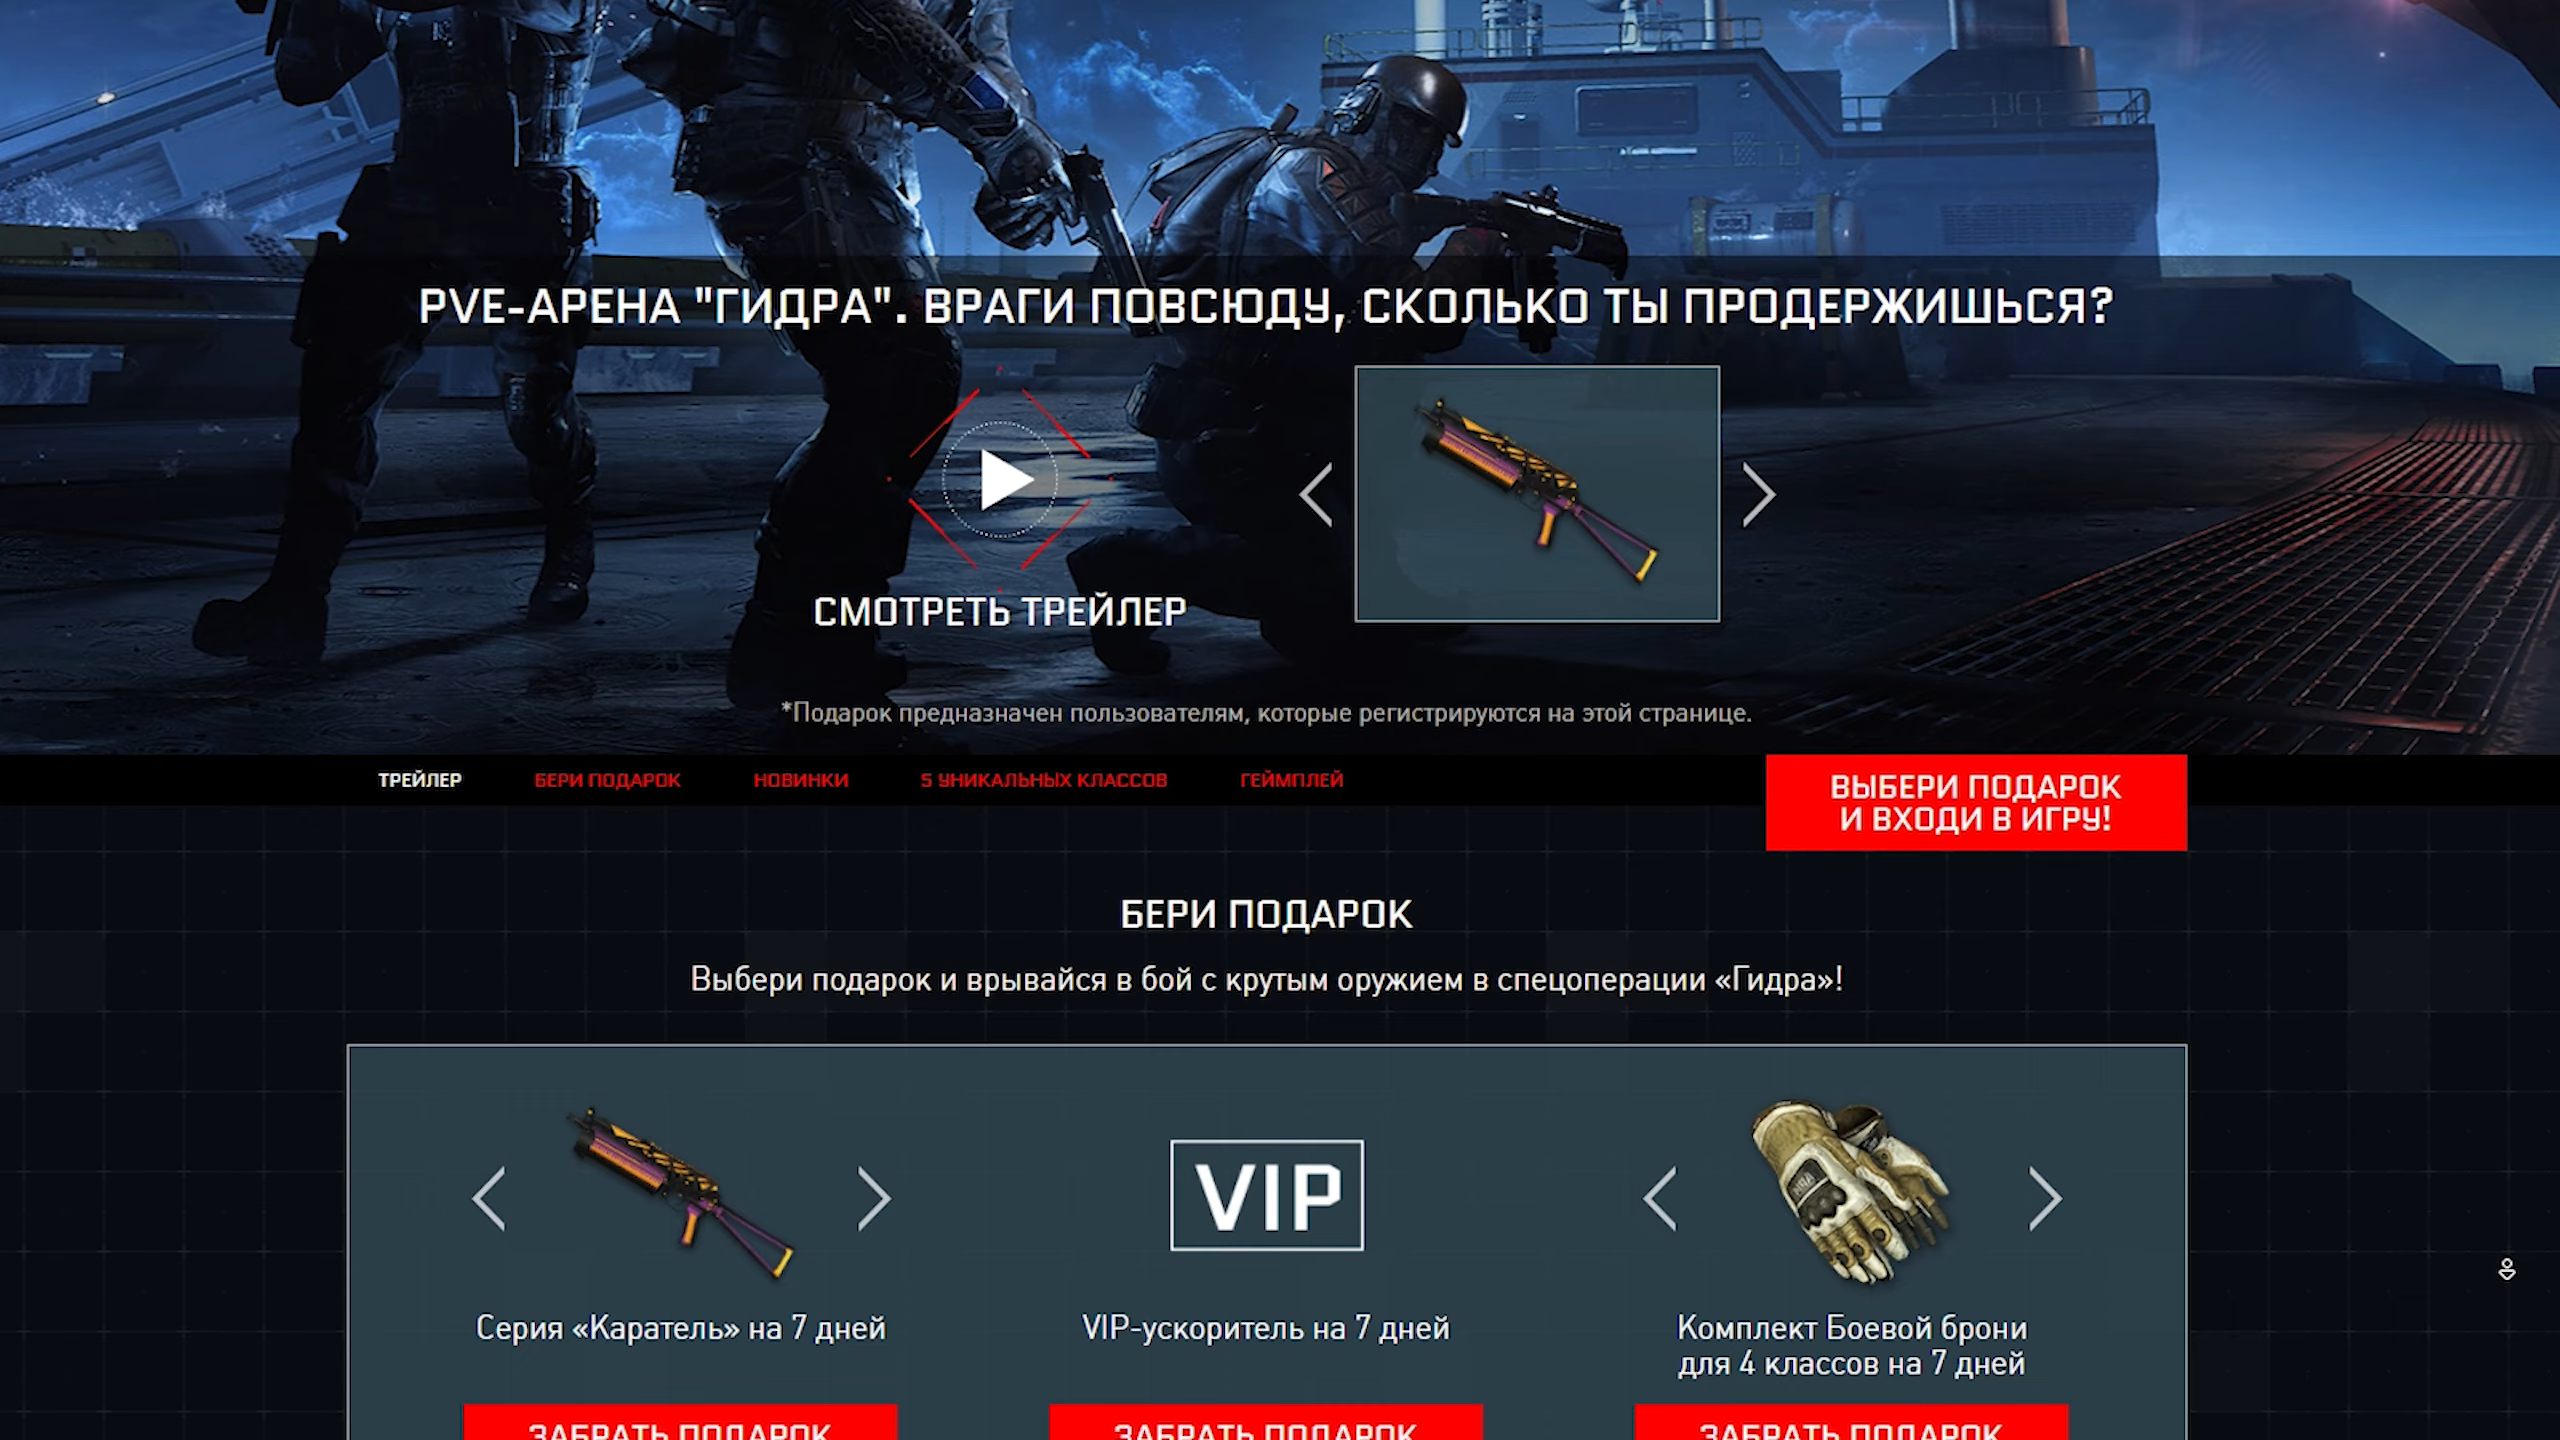 PVE-АРЕНА "ГИДРА". ВРАГИ ПОВСЮДУ, СКОЛЬКО ТЫ ПРОДЕРЖИШЬСЯ?
СМОТРЕТЬ ТРЕЙЛЕР
*Подарок предназначен пользователям, которые регистрируются на этой странице.
ТРЕЙЛЕР БЕРИ ПОДАРОК НОВИНКИ 5 УНИКАЛЬНЫХ КЛАССОВ ГЕЙМПЛЕЙ
ВЫБЕРИ ПОДАРОК
И ВХОДИ В ИГРУ!
БЕРИ ПОДАРОК
Выбери подарок и врывайся в бой с крутым оружием в спецоперации «Гидра»!
VIP
Серия «Каратель» на 7 дней
VIP-ускоритель на 7 дней
Комплект Боевой брони
для 4 классов на 7 дней
ЗАБРАТЬ ПОДАРОК
ЗАБРАТЬ ПОДАРОК
ЗАБРАТЬ ПОДАРОК